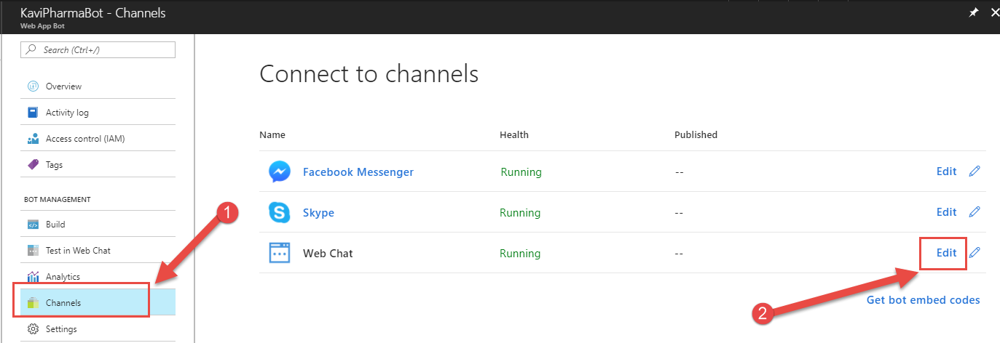 KaviPharmaBot - Channels
Web App Bot
Search (Ctrl+/)
Overview
Activity log
Access control (IAM)
Tags
BOT MANAGEMENT
Build
Test in Web Chat
Analytics
Channels
Settings
1
Connect to channels
Name Health Published
Facebook Messenger Running -- Edit
Skype Running -- Edit
Web Chat Running -- Edit
Get bot embed codes
2